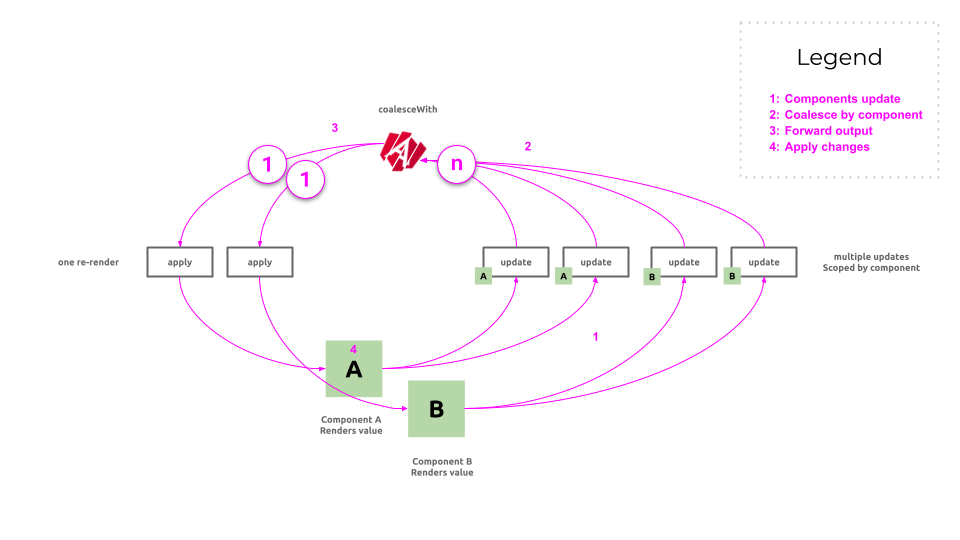 Legend
1: Components update
2: Coalesce by component
3: Forward output
4: Apply changes
coalesceWith
3
2
1
1
n
one re-render
apply
apply
update
update
update
update
A
A
B
B
multiple updates
Scoped by component
1
4
A
B
Component A
Renders value
Component B
Renders value